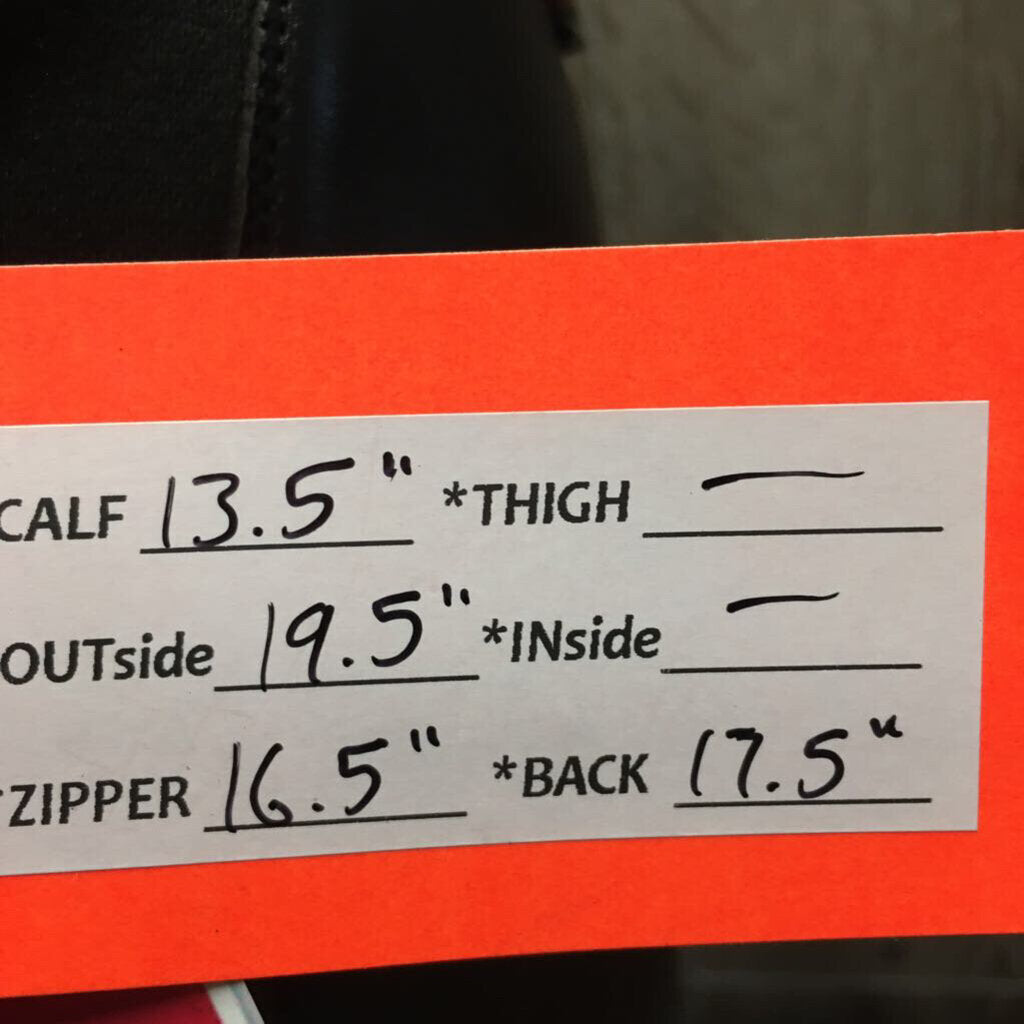 CALF 13.5" *THIGH —
OUTside 19.5" *INside —
*ZIPPER 16.5" *BACK 17.5"